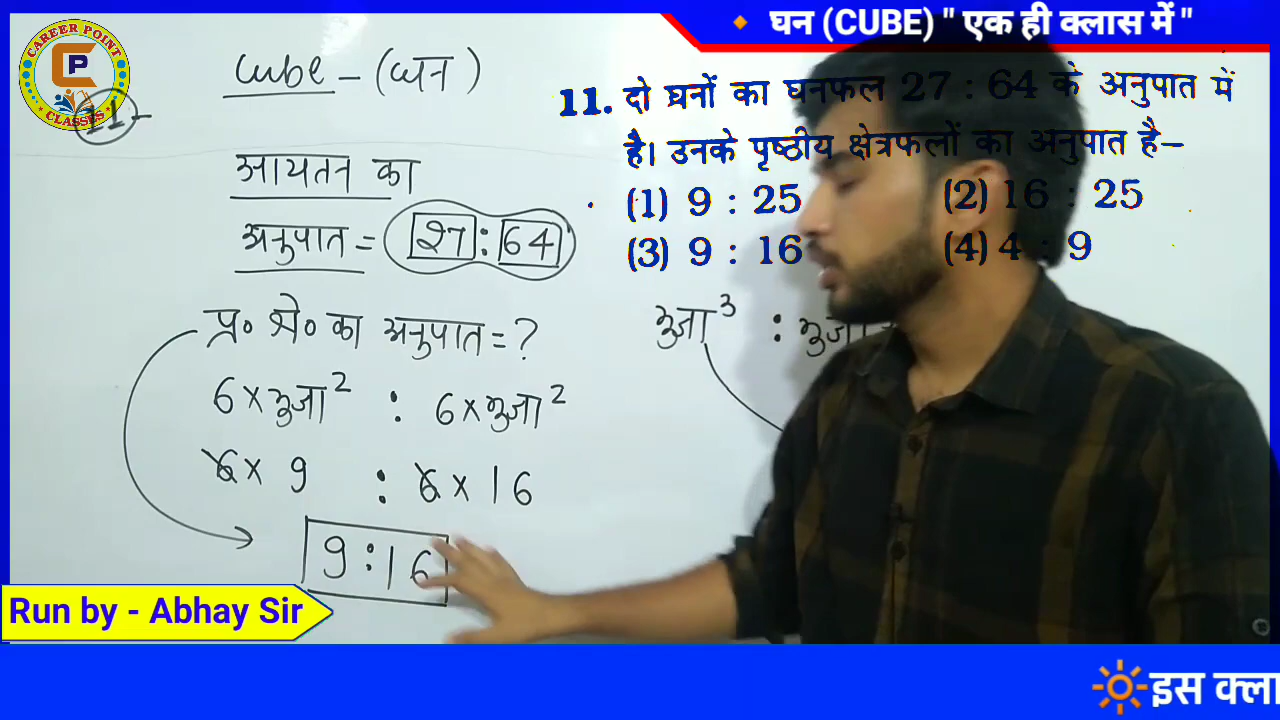 घन (CUBE) " एक ही क्लास में "
CAREER POINT
CP
CLASSES
11-
Cube - (घन)
11. दो घनों का घनफल 27 : 64 के अनुपात में
है। उनके पृष्ठीय क्षेत्रफलों का अनुपात है–
(1) 9 : 25
(2) 16 : 25
(3) 9 : 16
(4) 4 : 9
आयतन का
अनुपात = 27 : 64
पृ० क्षे० का अनुपात = ?
भुजा³ : भुजा
6 × भुजा² : 6 × भुजा²
6 × 9 : 6 × 16
9 : 16
Run by - Abhay Sir
इस क्ला